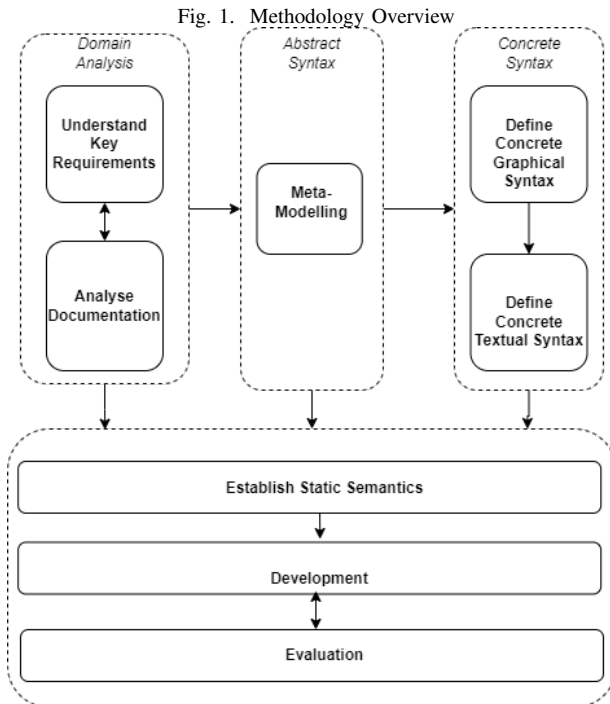 Fig. 1. Methodology Overview
Domain
Analysis
Understand
Key
Requirements
Analyse
Documentation
Abstract
Syntax
Meta-
Modelling
Concrete
Syntax
Define
Concrete
Graphical
Syntax
Define
Concrete
Textual Syntax
Establish Static Semantics
Development
Evaluation